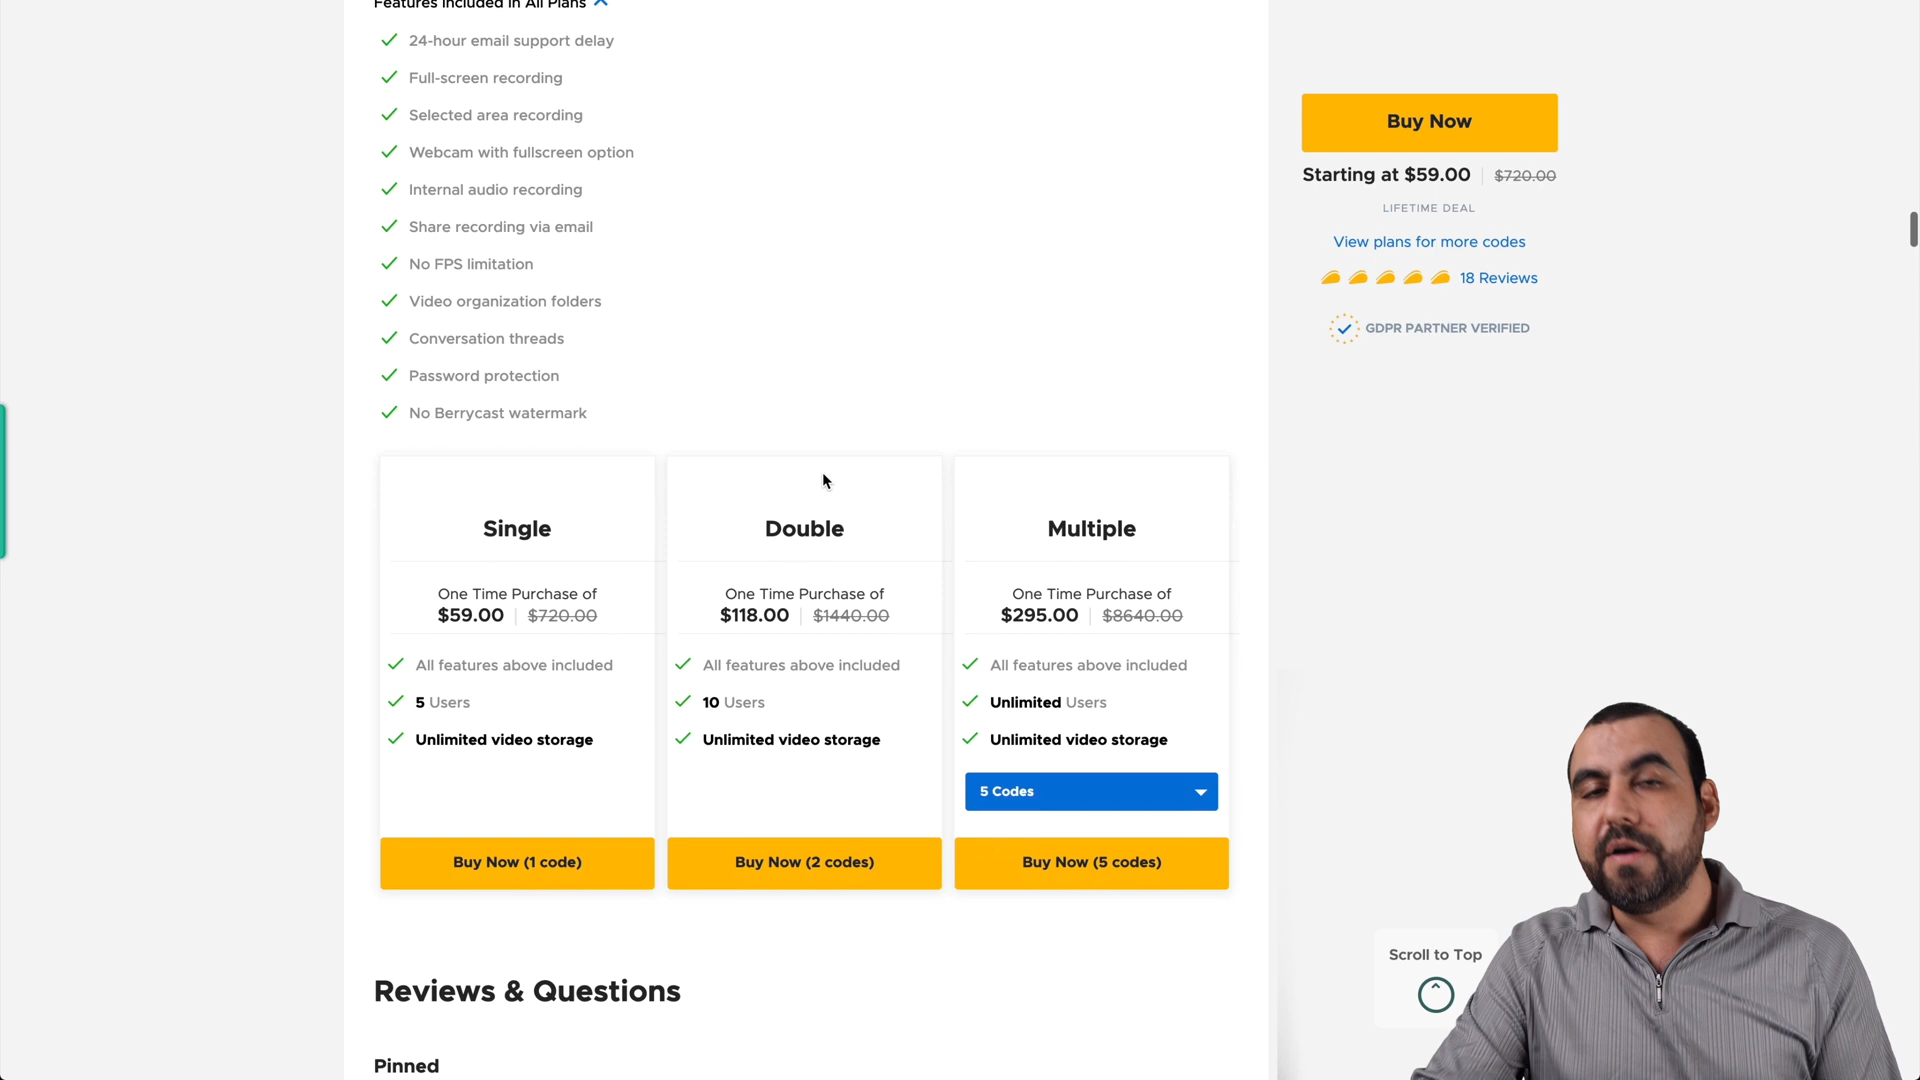 Features Included in All Plans
24-hour email support delay
Full-screen recording
Selected area recording
Webcam with fullscreen option
Internal audio recording
Share recording via email
No FPS limitation
Video organization folders
Conversation threads
Password protection
No Berrycast watermark
Single
One Time Purchase of
$59.00 | $720.00
All features above included
5 Users
Unlimited video storage
Buy Now (1 code)
Double
One Time Purchase of
$118.00 | $1440.00
All features above included
10 Users
Unlimited video storage
Buy Now (2 codes)
Multiple
One Time Purchase of
$295.00 | $8640.00
All features above included
Unlimited Users
Unlimited video storage
5 Codes
Buy Now (5 codes)
Reviews & Questions
Pinned
Buy Now
Starting at $59.00 | $720.00
LIFETIME DEAL
View plans for more codes
18 Reviews
GDPR PARTNER VERIFIED
Scroll to Top